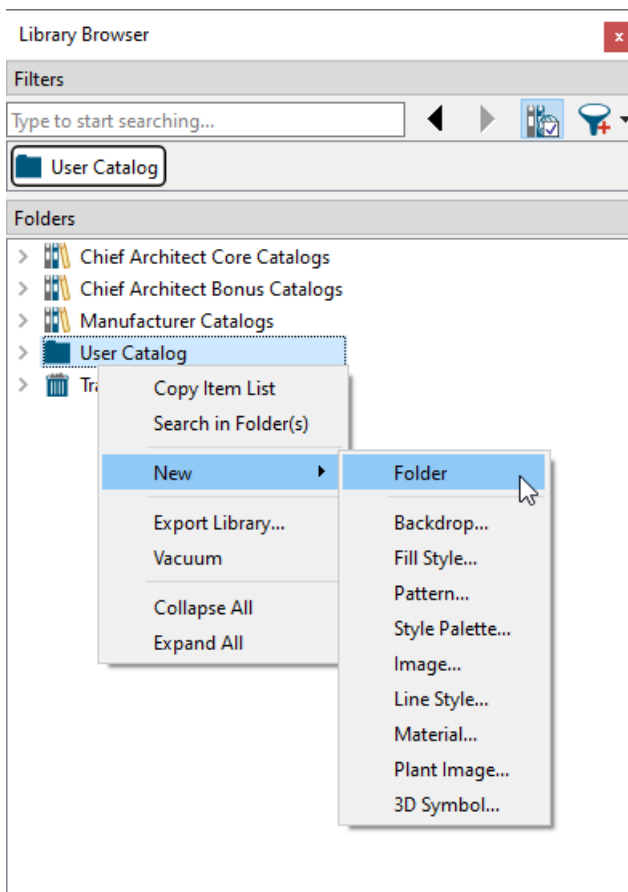 Library Browser
x
Filters
Type to start searching...
User Catalog
Folders
Chief Architect Core Catalogs
Chief Architect Bonus Catalogs
Manufacturer Catalogs
User Catalog
Copy Item List
Search in Folder(s)
New
Export Library...
Vacuum
Collapse All
Expand All
Folder
Backdrop...
Fill Style...
Pattern...
Style Palette...
Image...
Line Style...
Material...
Plant Image...
3D Symbol...